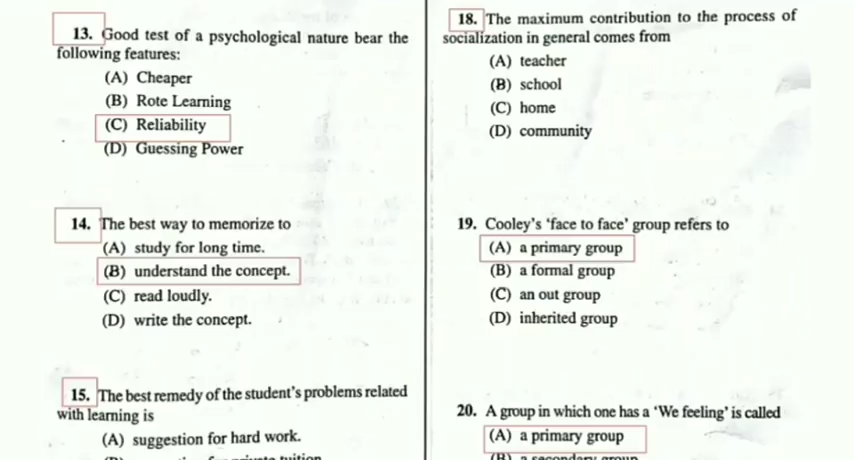 13. Good test of a psychological nature bear the
following features:
(A) Cheaper
(B) Rote Learning
(C) Reliability
(D) Guessing Power
14. The best way to memorize to
(A) study for long time.
(B) understand the concept.
(C) read loudly.
(D) write the concept.
15. The best remedy of the student's problems related
with learning is
(A) suggestion for hard work.
tuition
18. The maximum contribution to the process of
socialization in general comes from
(A) teacher
(B) school
(C) home
(D) community
19. Cooley's 'face to face' group refers to
(A) a primary group
(B) a formal group
(C) an out group
(D) inherited group
20. A group in which one has a 'We feeling' is called
(A) a primary group
(B) a secondary group